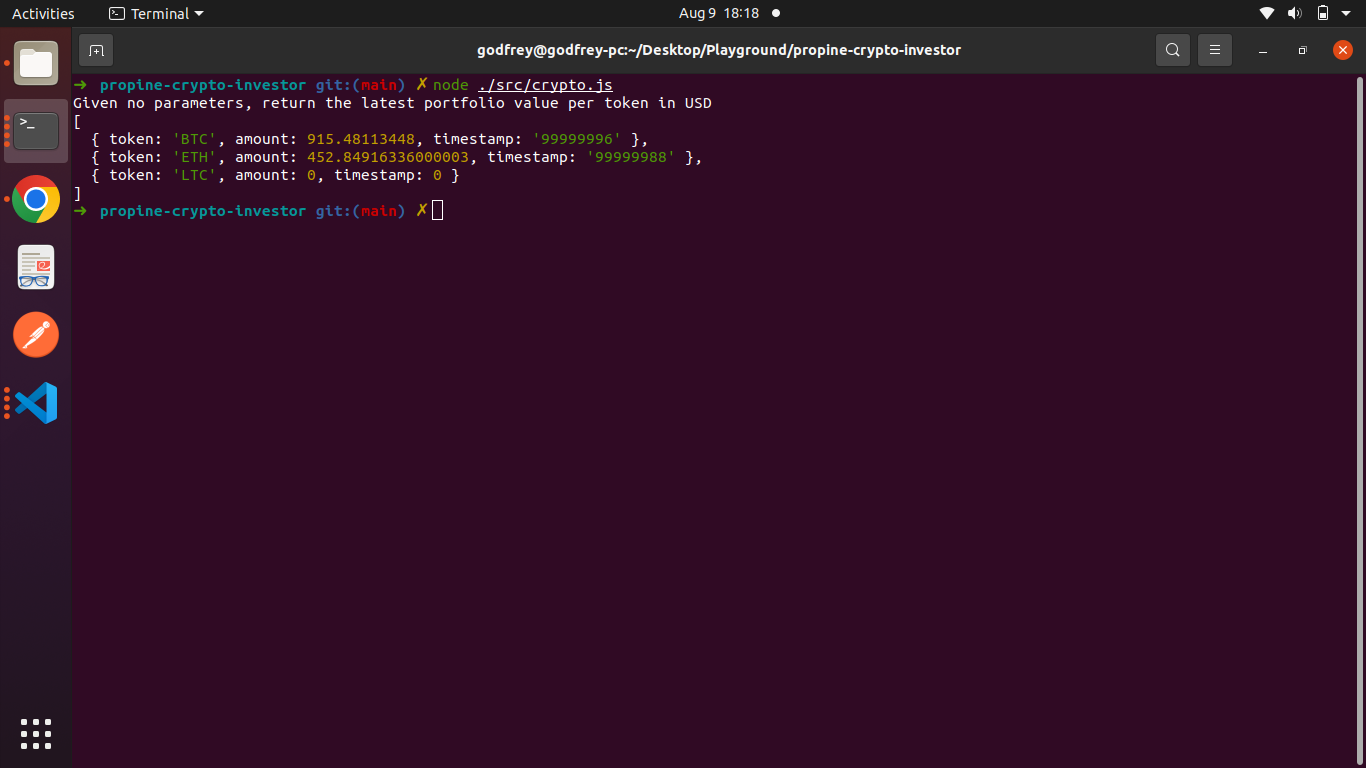 Activities Terminal Aug 9 18:18
godfrey@godfrey-pc:~/Desktop/Playground/propine-crypto-investor
➜ propine-crypto-investor git:(main) ✗ node ./src/crypto.js
Given no parameters, return the latest portfolio value per token in USD
[
  { token: 'BTC', amount: 915.48113448, timestamp: '99999996' },
  { token: 'ETH', amount: 452.84916336000003, timestamp: '99999988' },
  { token: 'LTC', amount: 0, timestamp: 0 }
]
➜ propine-crypto-investor git:(main) ✗